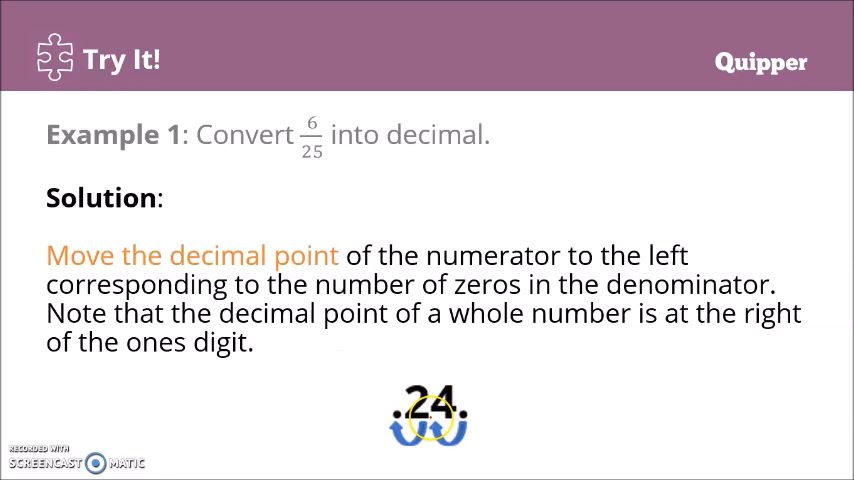 Try It!
Quipper
Example 1: Convert 6/25 into decimal.
Solution:
Move the decimal point of the numerator to the left
corresponding to the number of zeros in the denominator.
Note that the decimal point of a whole number is at the right
of the ones digit.
.24.
RECORDED WITH
SCREENCAST MATIC